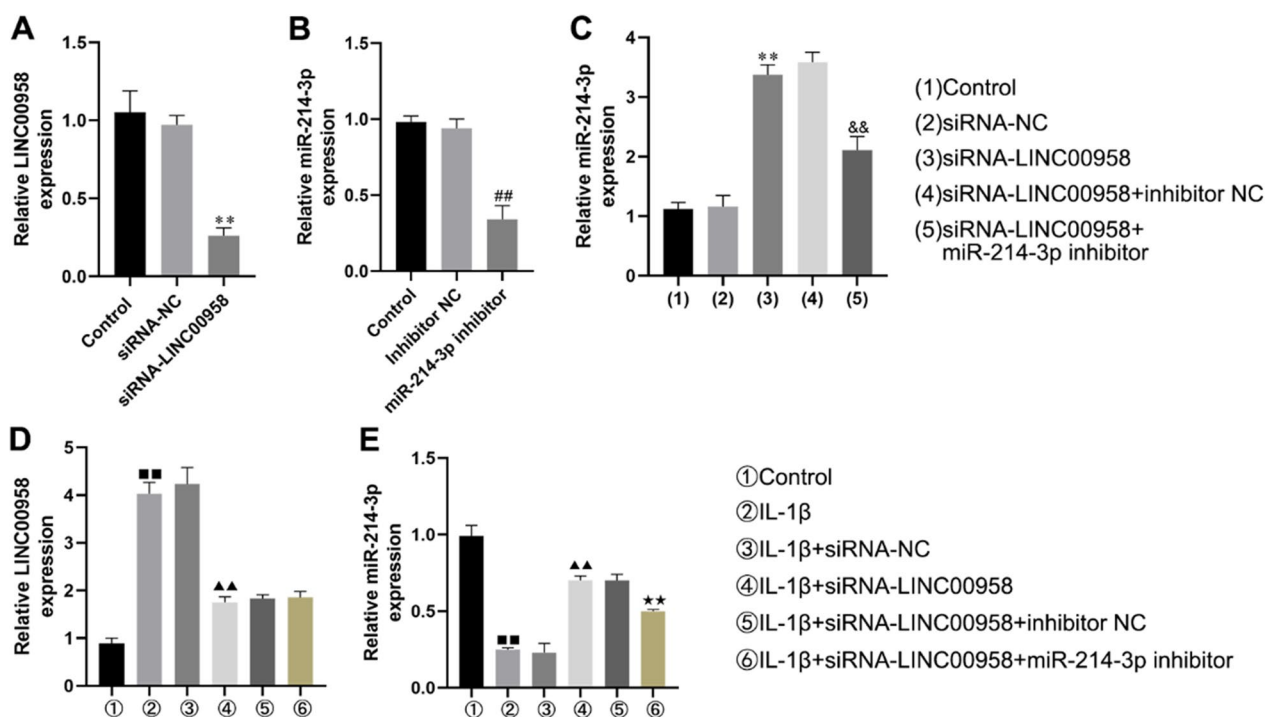 A
Relative LINC00958
expression
1.5
1.0
0.5
0.0
**
Control
siRNA-NC
siRNA-LINC00958
B
Relative miR-214-3p
expression
1.5
1.0
0.5
0.0
##
Control
Inhibitor NC
miR-214-3p inhibitor
C
Relative miR-214-3p
expression
4
3
2
1
0
**
&&
(1) (2) (3) (4) (5)
(1)Control
(2)siRNA-NC
(3)siRNA-LINC00958
(4)siRNA-LINC00958+inhibitor NC
(5)siRNA-LINC00958+
miR-214-3p inhibitor
D
Relative LINC00958
expression
5
4
3
2
1
0
■■
▲▲
① ② ③ ④ ⑤ ⑥
E
Relative miR-214-3p
expression
1.5
1.0
0.5
0.0
■■
▲▲
★★
① ② ③ ④ ⑤ ⑥
①Control
②IL-1β
③IL-1β+siRNA-NC
④IL-1β+siRNA-LINC00958
⑤IL-1β+siRNA-LINC00958+inhibitor NC
⑥IL-1β+siRNA-LINC00958+miR-214-3p inhibitor